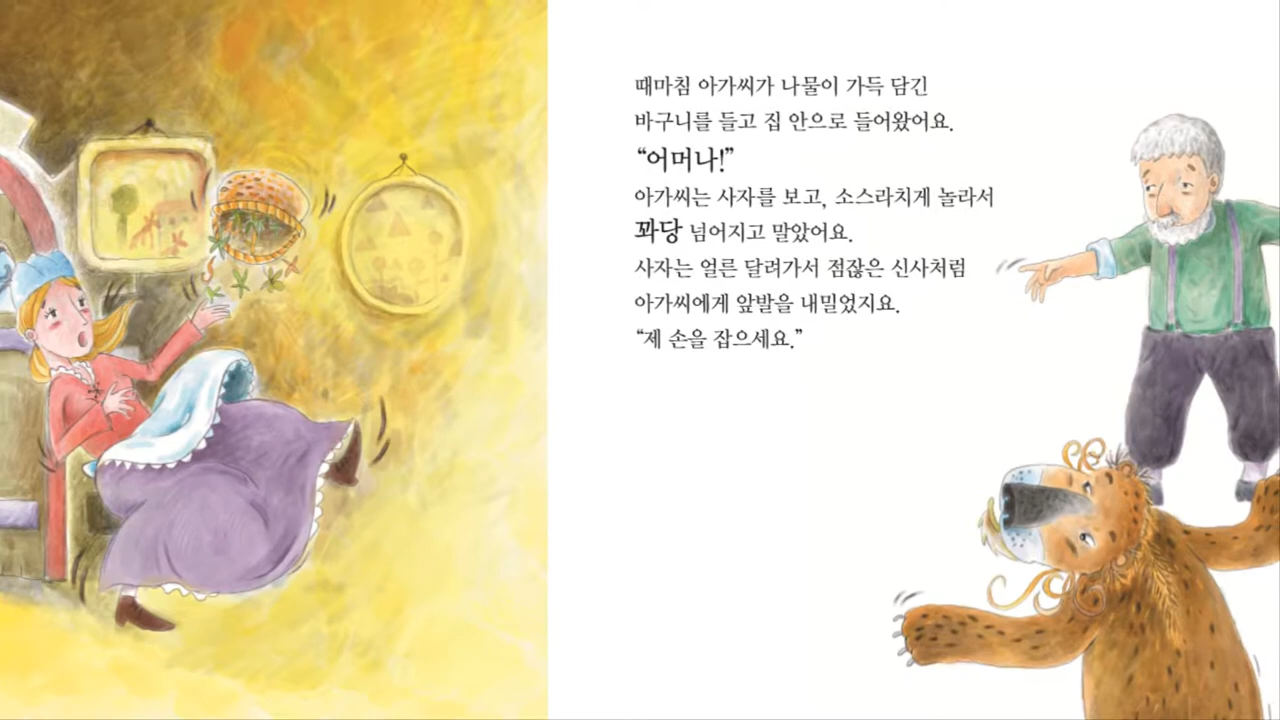 때마침 아가씨가 나물이 가득 담긴
바구니를 들고 집 안으로 들어왔어요.
“어머나!”
아가씨는 사자를 보고, 소스라치게 놀라서
꽈당 넘어지고 말았어요.
사자는 얼른 달려가서 점잖은 신사처럼
아가씨에게 앞발을 내밀었지요.
“제 손을 잡으세요.”